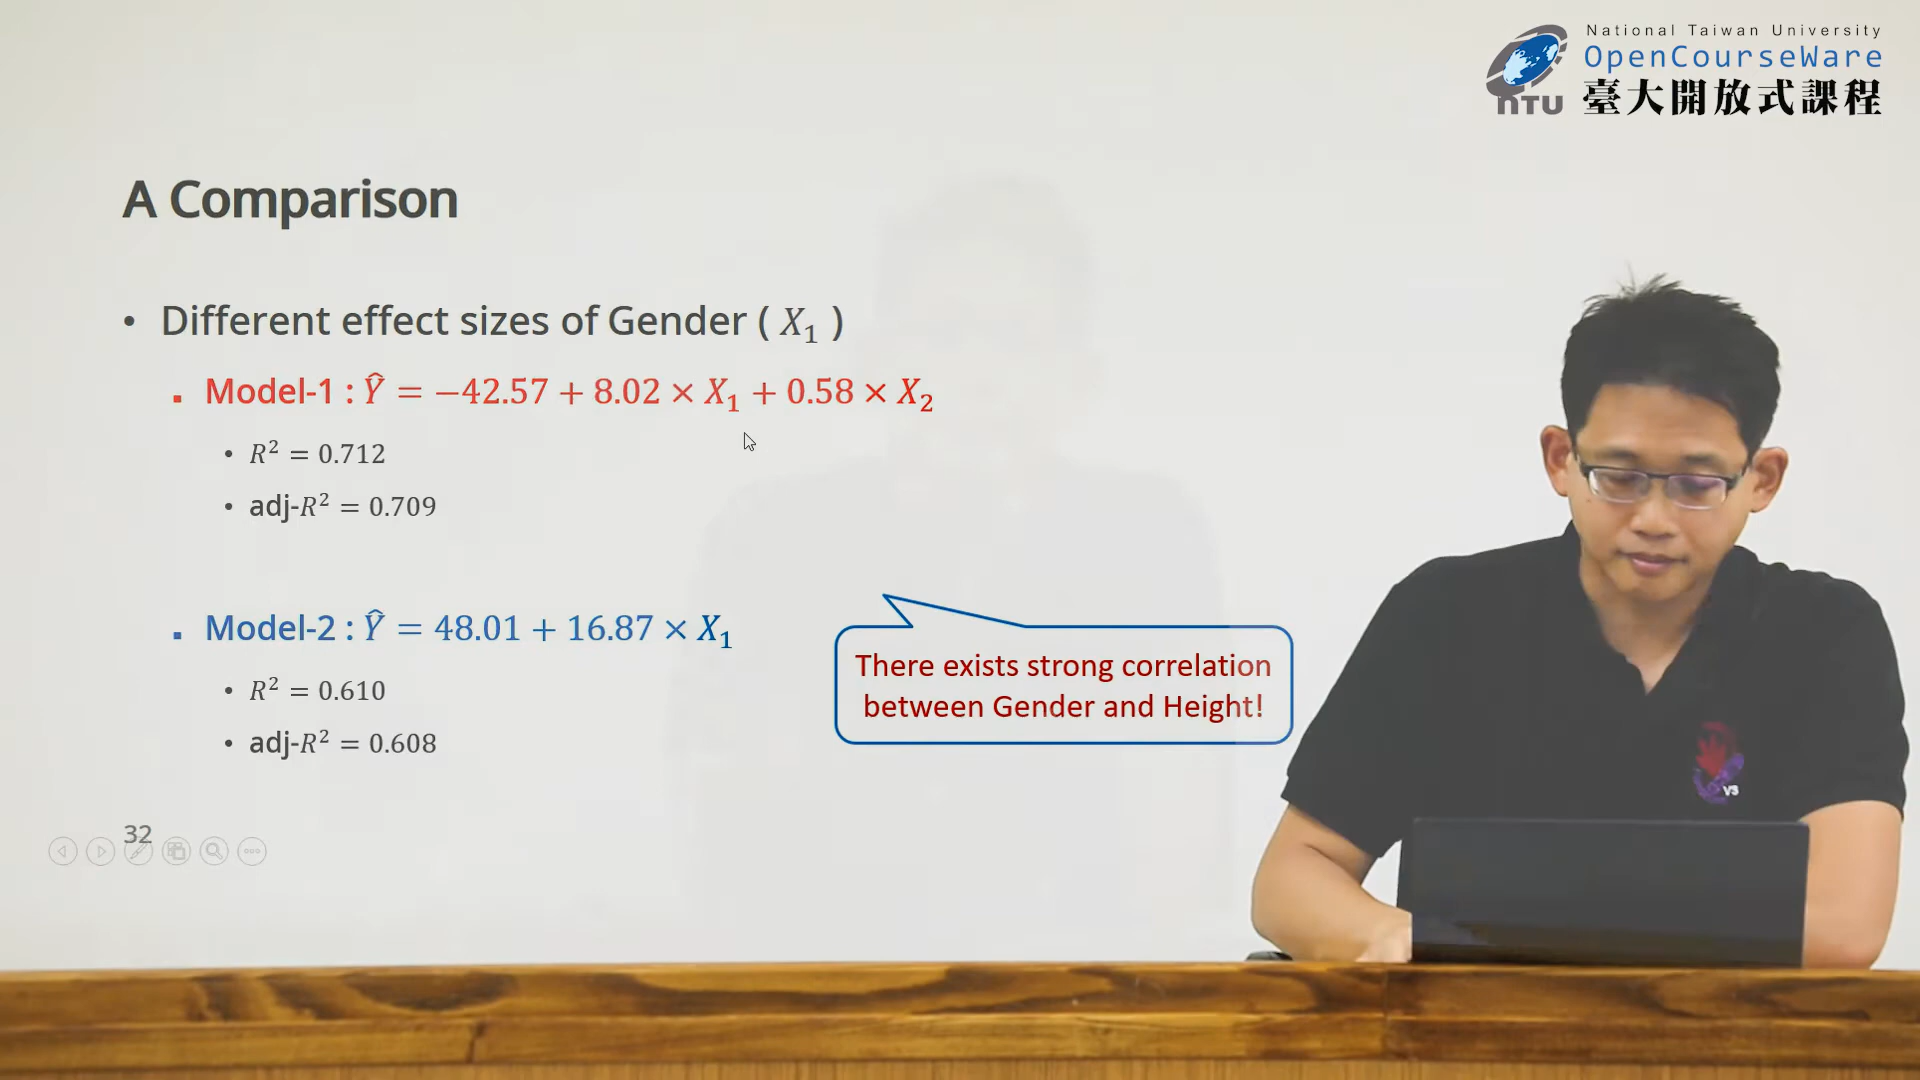 National Taiwan University
OpenCourseWare
臺大開放式課程
NTU
A Comparison
• Different effect sizes of Gender ( X₁ )
▪ Model-1 : Ŷ = −42.57 + 8.02 × X₁ + 0.58 × X₂
• R² = 0.712
• adj-R² = 0.709
▪ Model-2 : Ŷ = 48.01 + 16.87 × X₁
• R² = 0.610
• adj-R² = 0.608
There exists strong correlation
between Gender and Height!
V3
32